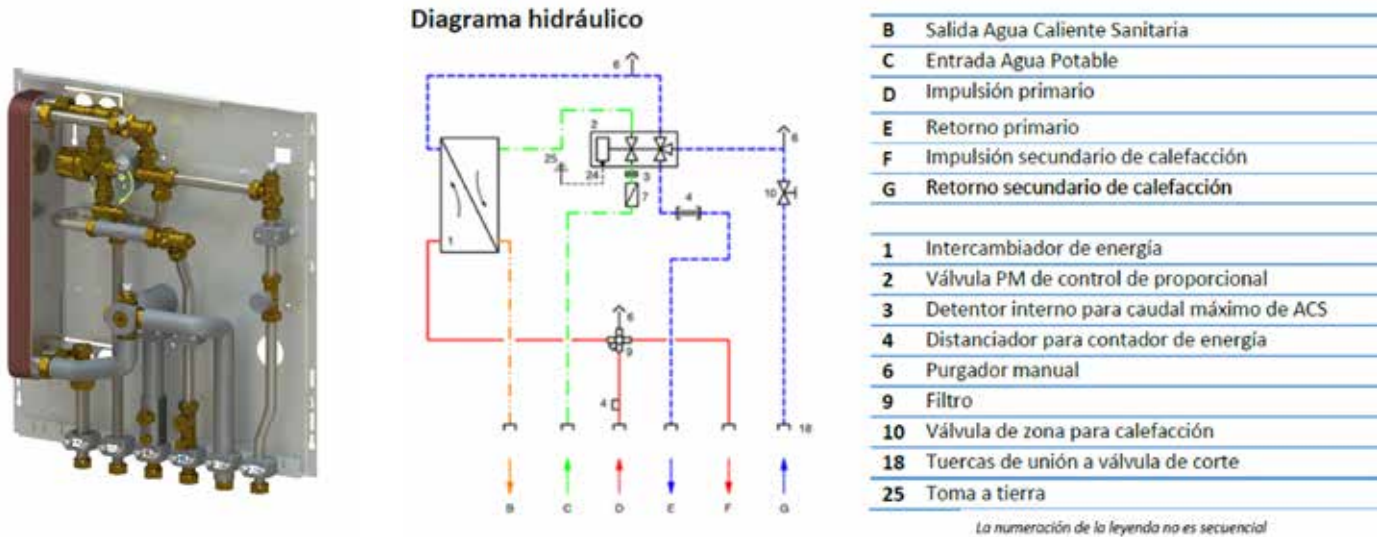 Diagrama hidráulico
6
2
6
25
24
3
7
10
4
1
6
9
4
18
B
C
D
E
F
G
B Salida Agua Caliente Sanitaria
C Entrada Agua Potable
D Impulsión primario
E Retorno primario
F Impulsión secundario de calefacción
G Retorno secundario de calefacción
1 Intercambiador de energía
2 Válvula PM de control de proporcional
3 Detentor interno para caudal máximo de ACS
4 Distanciador para contador de energía
6 Purgador manual
9 Filtro
10 Válvula de zona para calefacción
18 Tuercas de unión a válvula de corte
25 Toma a tierra
La numeración de la leyenda no es secuencial